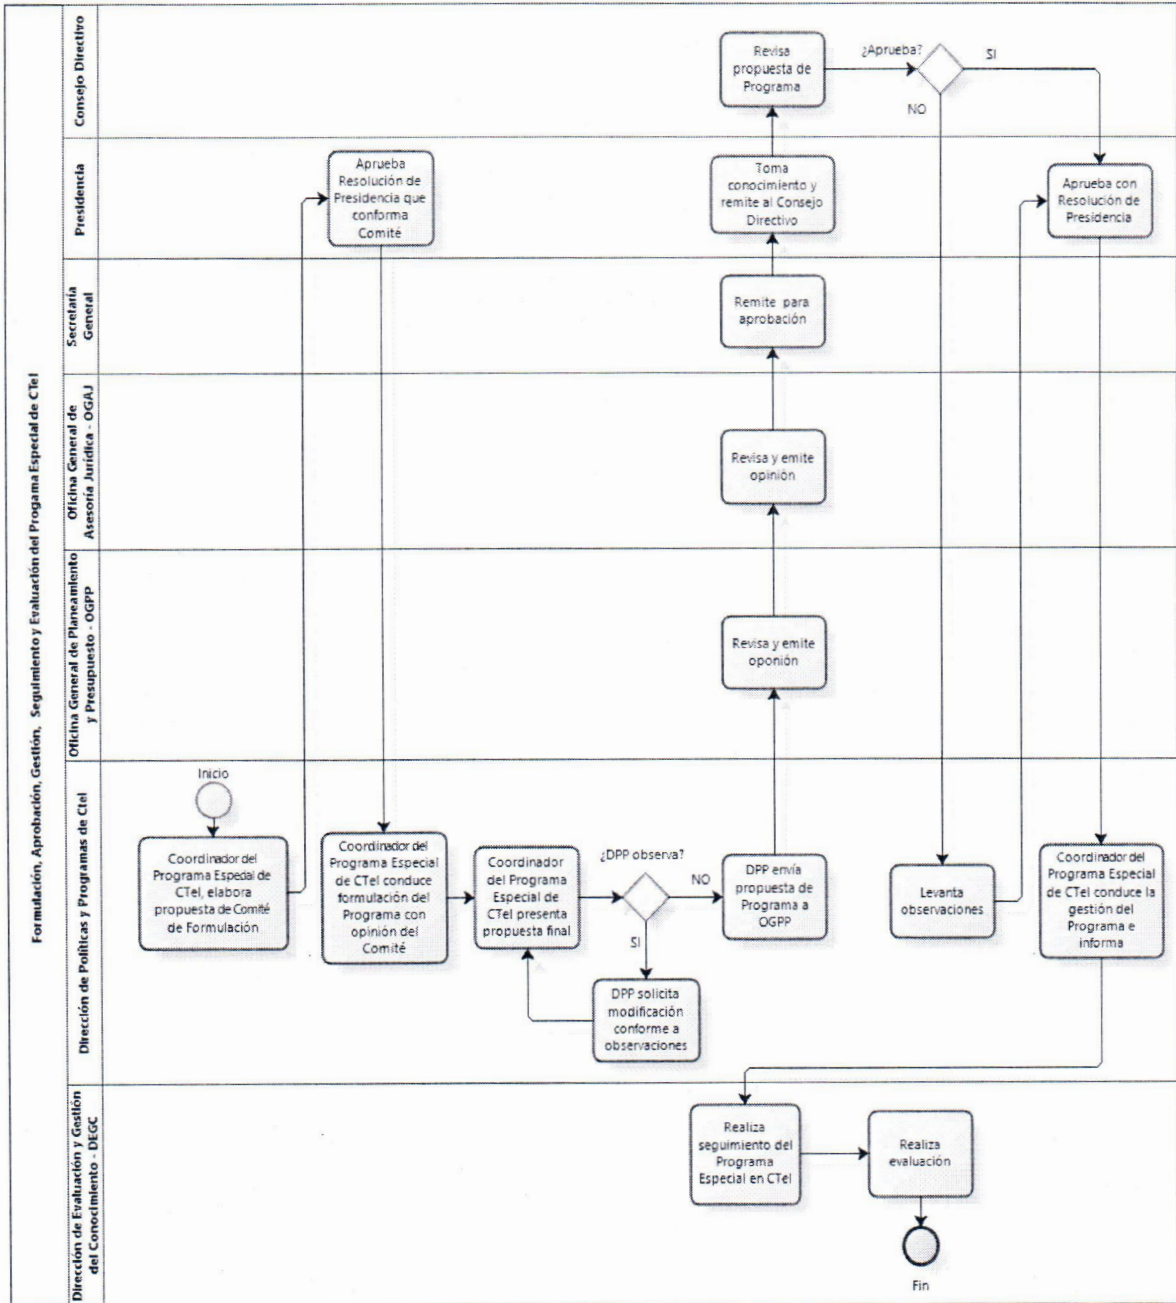 Formulación, Aprobación, Gestión, Seguimiento y Evaluación del Progama Especial de CTeI
Consejo Directivo
Revisa
propuesta de
Programa
¿Aprueba?
SI
NO
Presidencia
Aprueba
Resolución de
Presidencia que
conforma
Comité
Toma
conocimiento y
remite al Consejo
Directivo
Aprueba con
Resolución de
Presidencia
Secretaría
General
Remite para
aprobación
Oficina General de
Asesoría Jurídica - OGAJ
Revisa y emite
opinión
Oficina General de Planeamiento
y Presupuesto - OGPP
Revisa y emite
oponión
Dirección de Políticas y Programas de CteI
Inicio
Coordinador del
Programa Especial de
CTeI, elabora
propuesta de Comité
de Formulación
Coordinador del
Programa Especial
de CTeI conduce
formulación del
Programa con
opinión del
Comité
Coordinador
del Programa
Especial de
CTeI presenta
propuesta final
¿DPP observa?
NO
SI
DPP solicita
modificación
conforme a
observaciones
DPP envía
propuesta de
Programa a
OGPP
Levanta
observaciones
Coordinador del
Programa Especial
de CTeI conduce la
gestión del
Programa e
informa
Dirección de Evaluación y Gestión
del Conocimiento - DEGC
Realiza
seguimiento del
Programa
Especial en CTeI
Realiza
evaluación
Fin